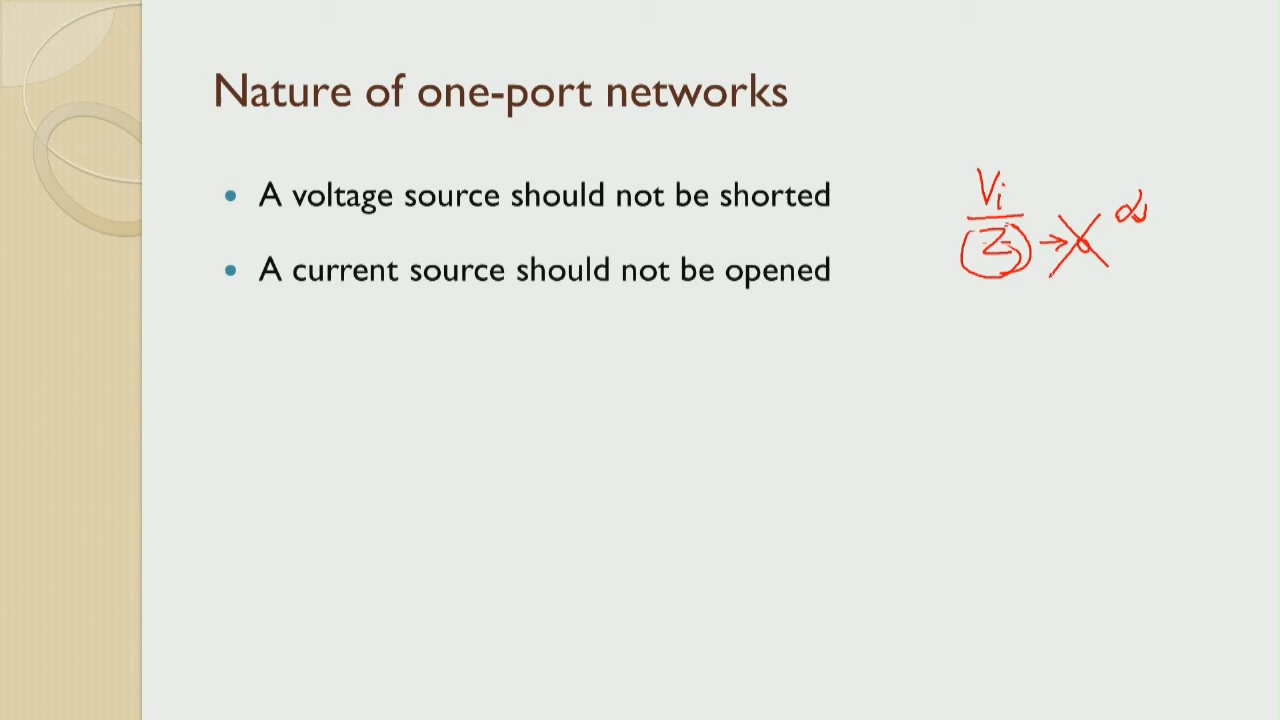 Nature of one-port networks
• A voltage source should not be shorted
• A current source should not be opened
Vi